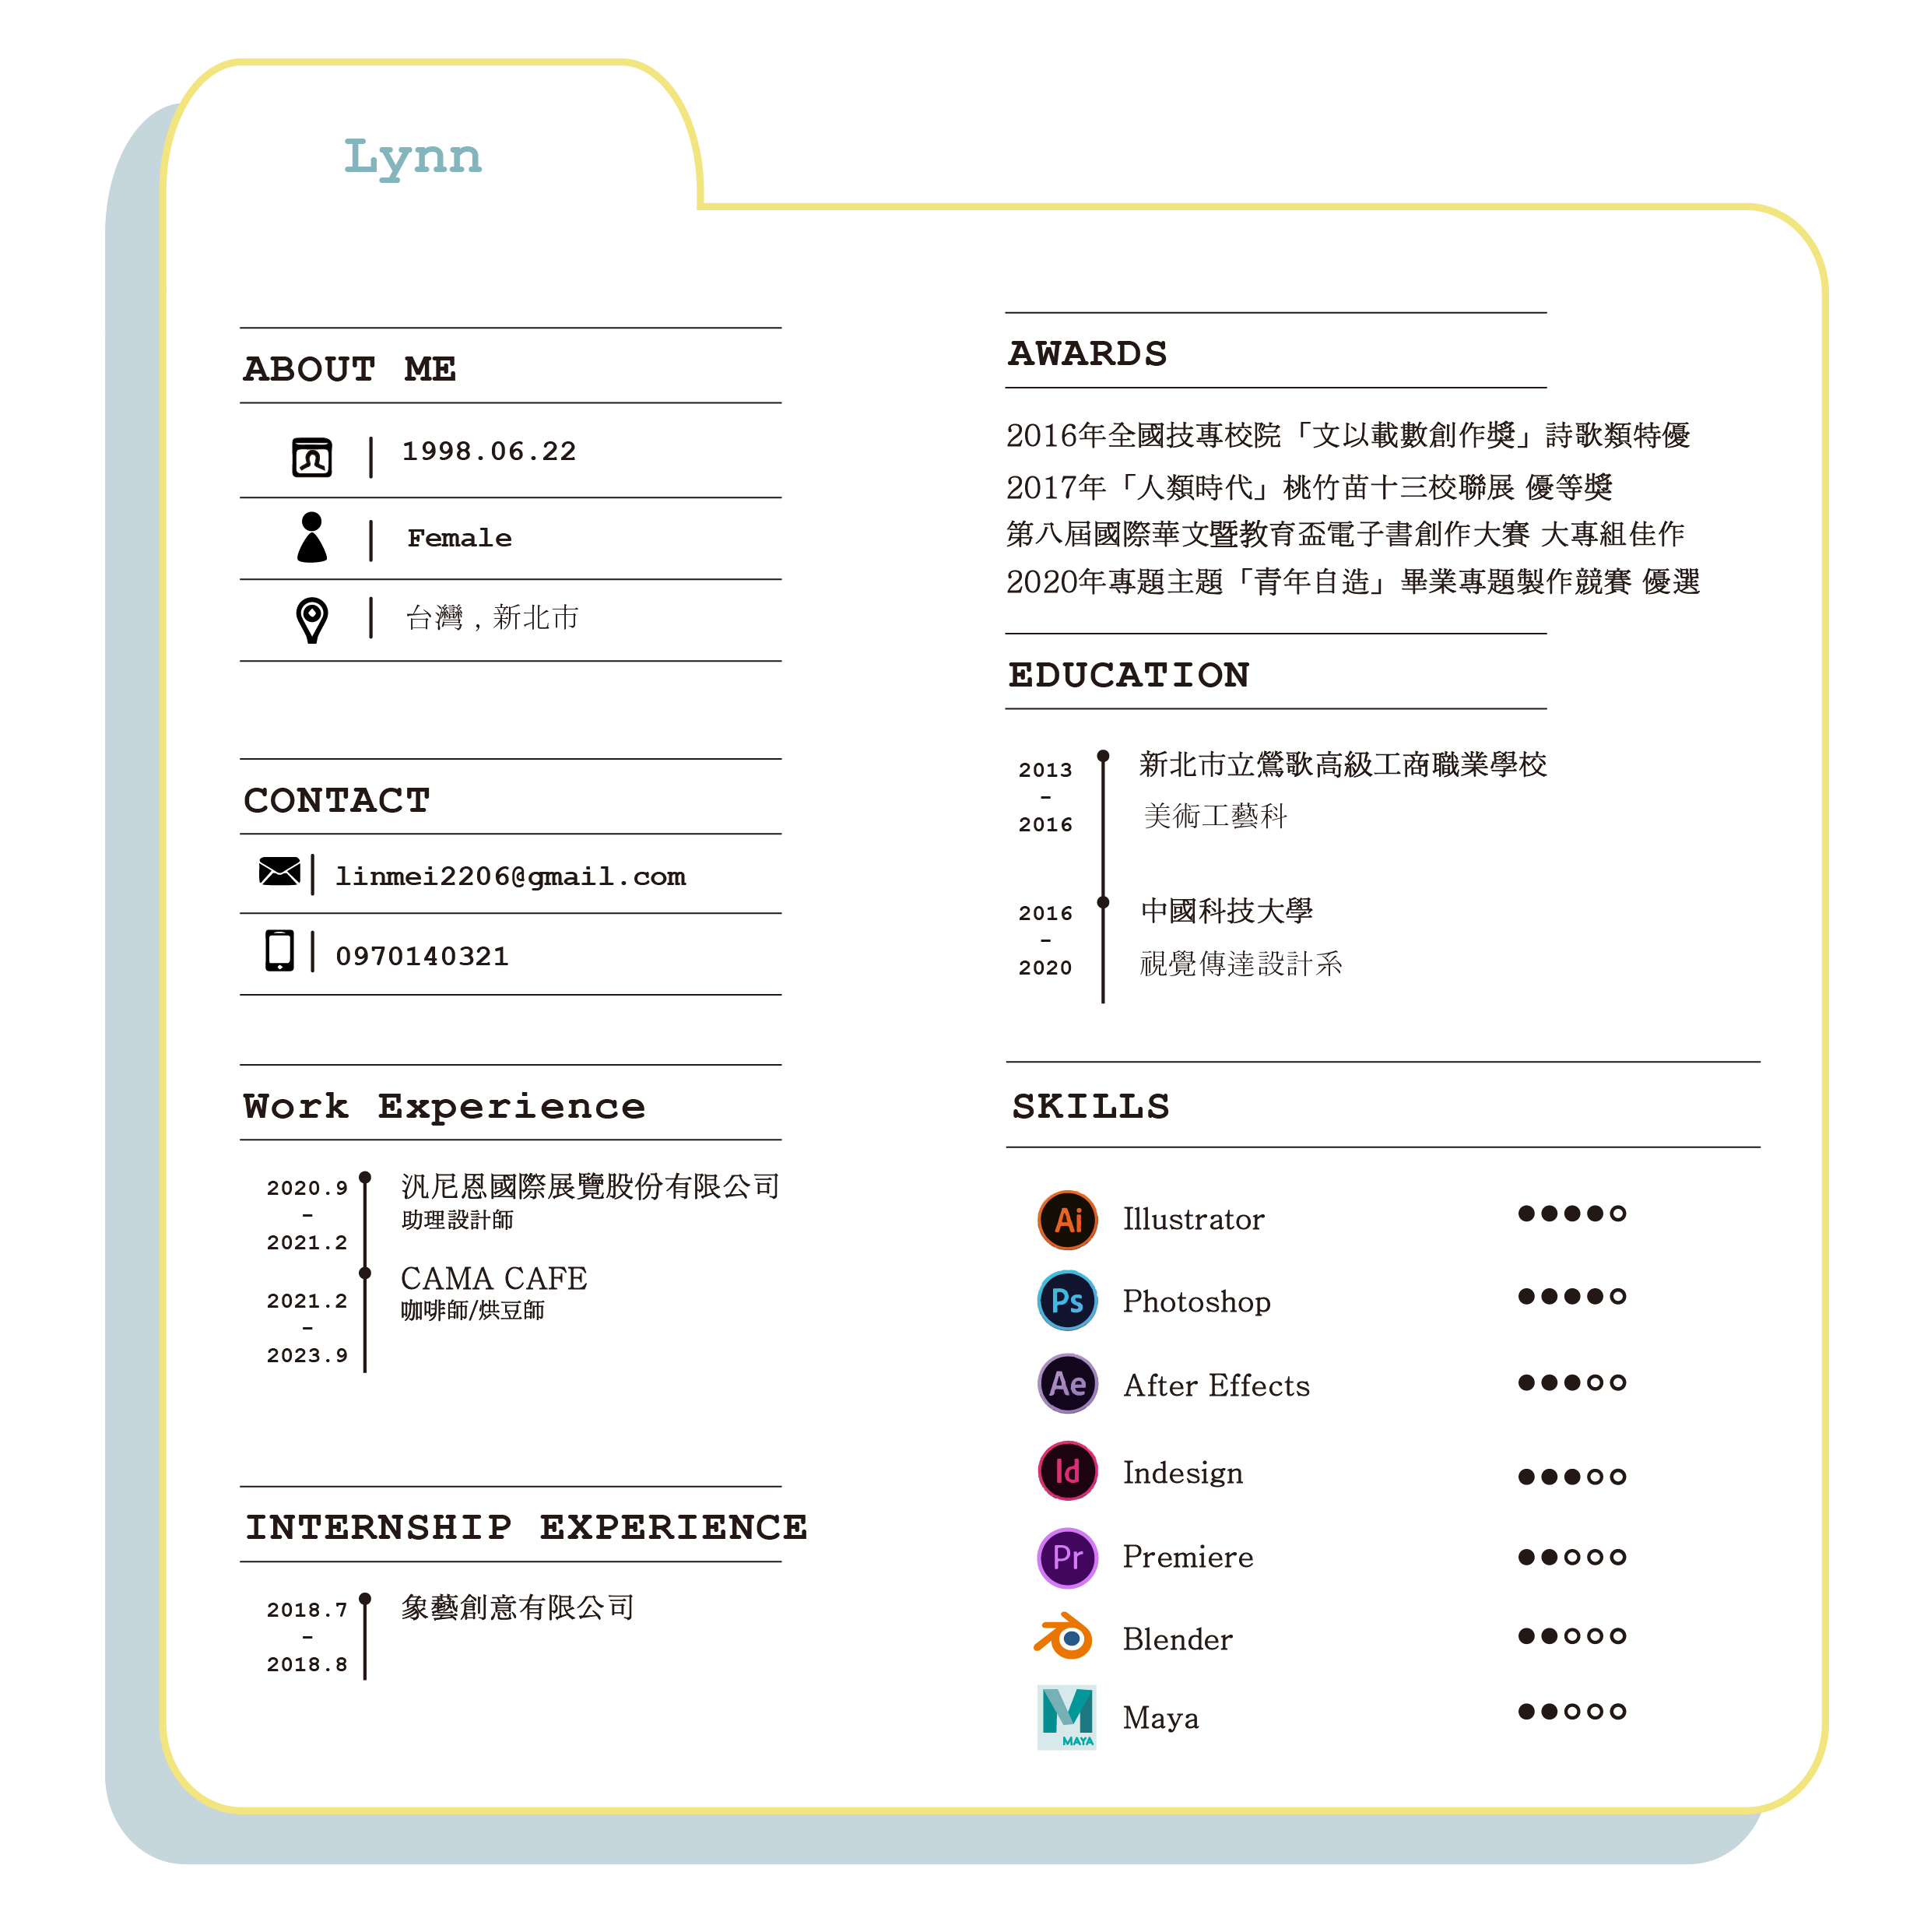 Lynn
ABOUT ME
1998.06.22
Female
台灣 , 新北市
CONTACT
linmei2206@gmail.com
0970140321
Work Experience
2020.9
-
2021.2
汎尼恩國際展覽股份有限公司
助理設計師
2021.2
-
2023.9
CAMA CAFE
咖啡師/烘豆師
INTERNSHIP EXPERIENCE
2018.7
-
2018.8
象藝創意有限公司
AWARDS
2016年全國技專校院「文以載數創作獎」詩歌類特優
2017年「人類時代」桃竹苗十三校聯展 優等獎
第八屆國際華文暨教育盃電子書創作大賽 大專組佳作
2020年專題主題「青年自造」畢業專題製作競賽 優選
EDUCATION
2013
-
2016
新北市立鶯歌高級工商職業學校
美術工藝科
2016
-
2020
中國科技大學
視覺傳達設計系
SKILLS
Ai Illustrator
Ps Photoshop
Ae After Effects
Id Indesign
Pr Premiere
Blender
MAYA Maya